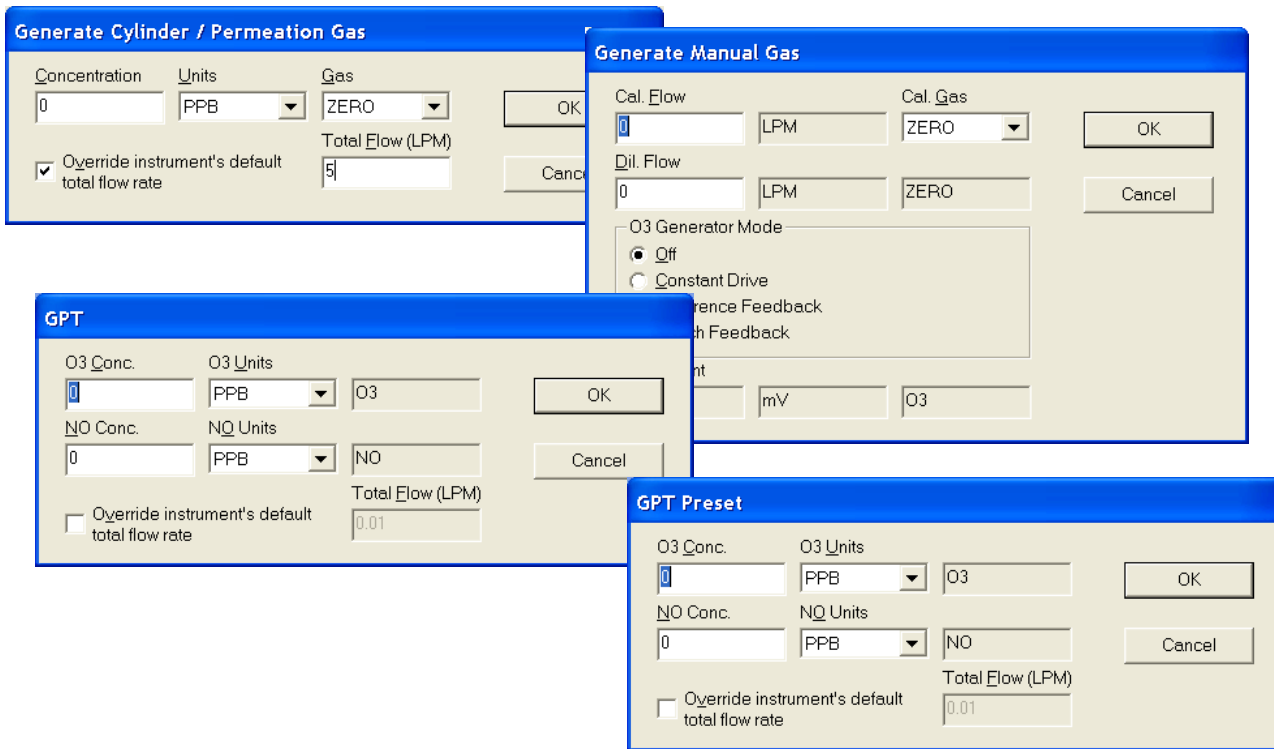 Generate Cylinder / Permeation Gas
Concentration Units Gas
0 PPB ZERO OK
Total Flow (LPM)
Override instrument's default
total flow rate
5
Generate Manual Gas
Cal. Flow Cal. Gas
0 LPM ZERO OK
Dil. Flow
0 LPM ZERO Cancel
O3 Generator Mode
Off
Constant Drive
Feedback
Feedback
mV O3
GPT
O3 Conc. O3 Units
0 PPB O3 OK
NO Conc. NO Units
0 PPB NO Cancel
Total Flow (LPM)
Override instrument's default
total flow rate
0.01
GPT Preset
O3 Conc. O3 Units
0 PPB O3 OK
NO Conc. NO Units
0 PPB NO Cancel
Total Flow (LPM)
Override instrument's default
total flow rate
0.01